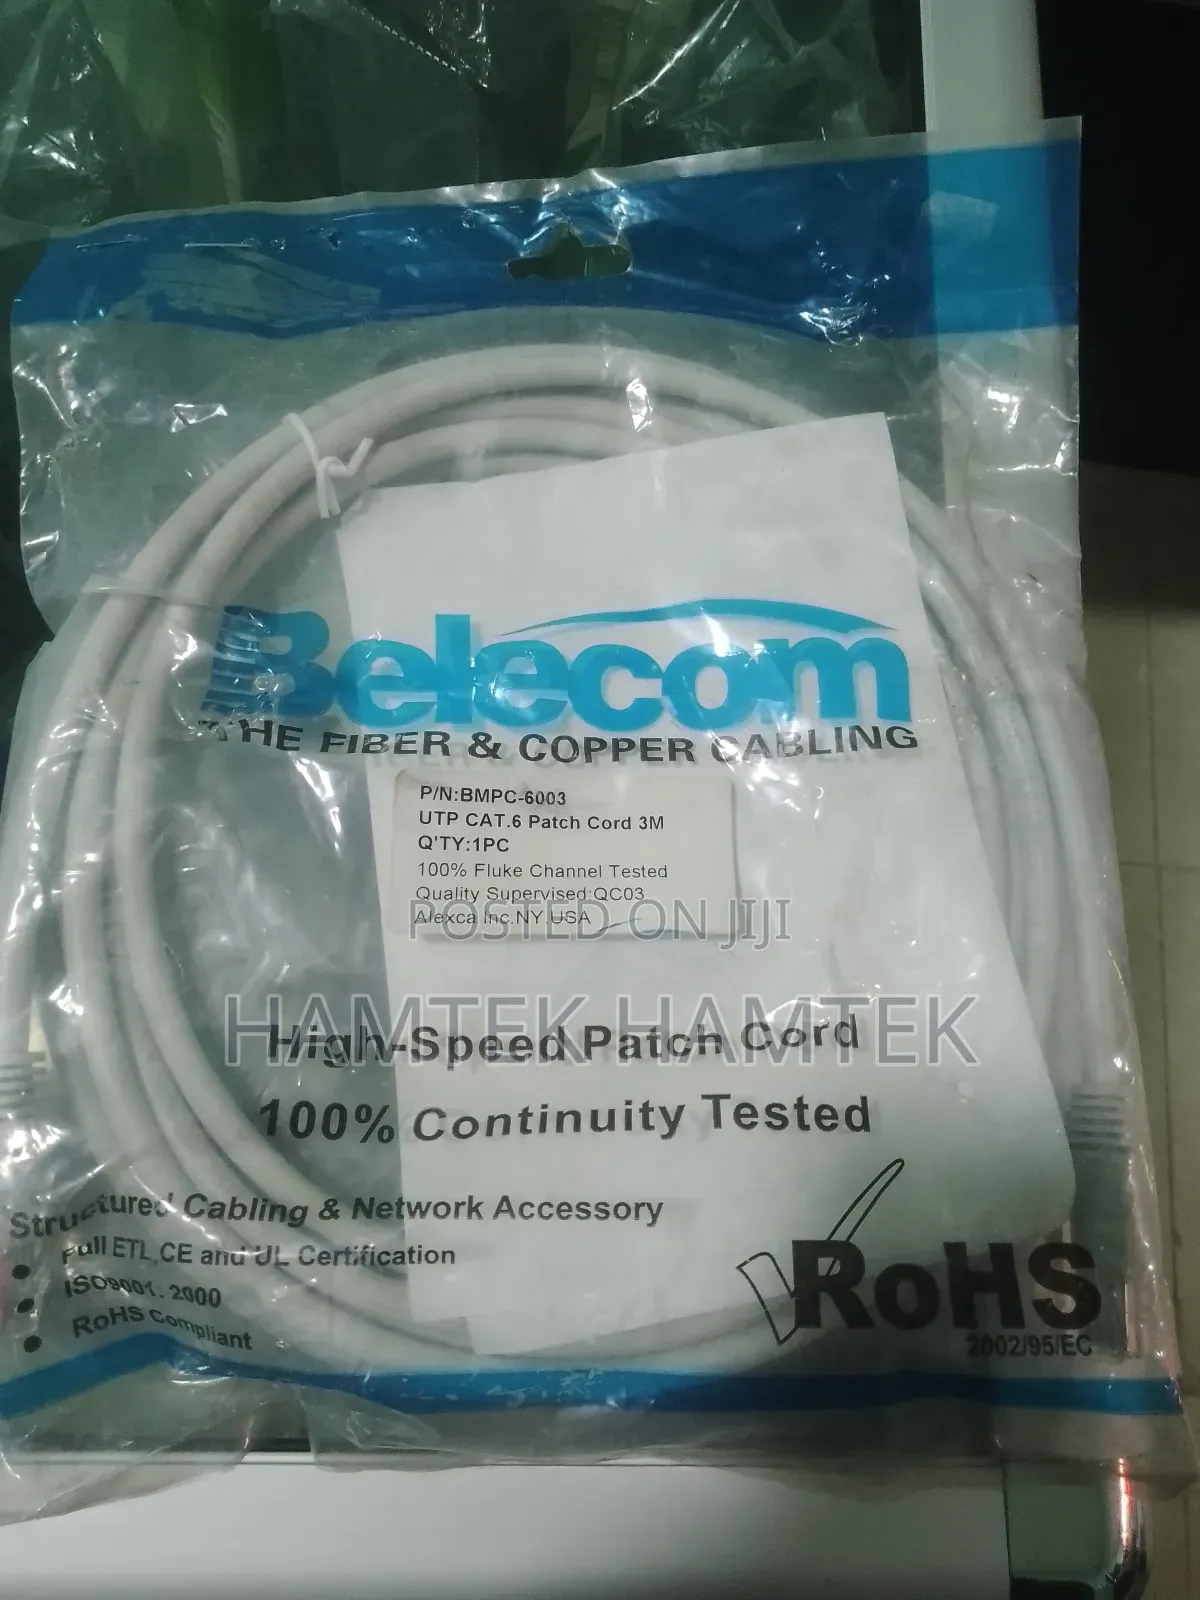 Belecom
THE FIBER & COPPER CABLING
P/N:BMPC-6003
UTP CAT.6 Patch Cord 3M
Q'TY:1PC
100% Fluke Channel Tested
Quality Supervised:QC03
Alexca Inc.NY.USA
POSTED ON JIJI
HAMTEK HAMTEK
High-Speed Patch Cord
100% Continuity Tested
Structured Cabling & Network Accessory
Full ETL,CE and UL Certification
ISO9001: 2000
RoHS Compliant
RoHS
2002/95/EC